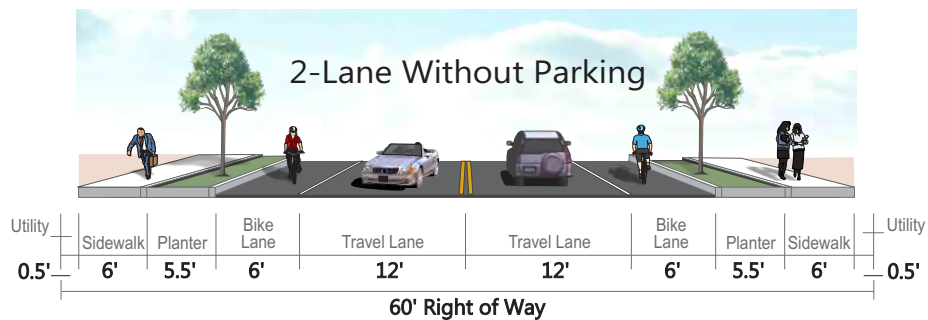 2-Lane Without Parking
Utility Sidewalk Planter Bike Lane Travel Lane Travel Lane Bike Lane Planter Sidewalk Utility
0.5' 6' 5.5' 6' 12' 12' 6' 5.5' 6' 0.5'
60' Right of Way